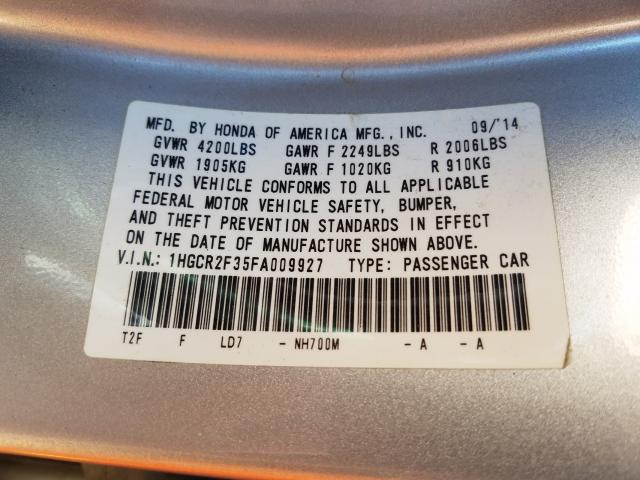 MFD. BY HONDA OF AMERICA MFG., INC. 09/'14
GVWR 4200LBS GAWR F 2249LBS R 2006LBS
GVWR 1905KG GAWR F 1020KG R 910KG
THIS VEHICLE CONFORMS TO ALL APPLICABLE
FEDERAL MOTOR VEHICLE SAFETY, BUMPER,
AND THEFT PREVENTION STANDARDS IN EFFECT
ON THE DATE OF MANUFACTURE SHOWN ABOVE.
V.I.N.: 1HGCR2F35FA009927 TYPE: PASSENGER CAR
T2F F LD7 - NH700M - A - A